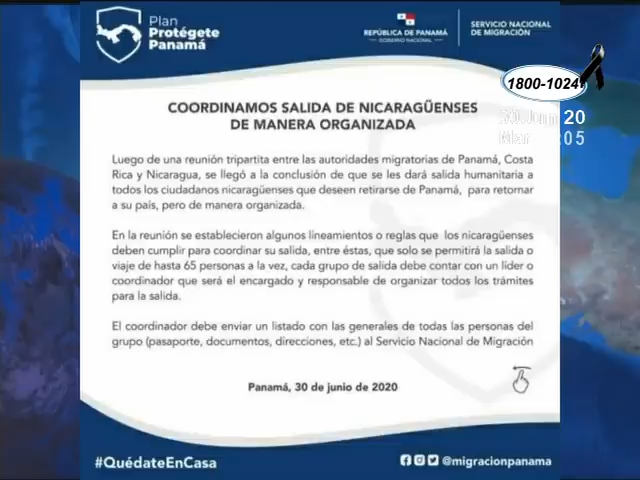 Plan
Protégete
Panamá
REPÚBLICA DE PANAMÁ
GOBIERNO NACIONAL
SERVICIO NACIONAL
DE MIGRACIÓN
1800-1024
30 Jun 20
Mar :05
COORDINAMOS SALIDA DE NICARAGÜENSES
DE MANERA ORGANIZADA
Luego de una reunión tripartita entre las autoridades migratorias de Panamá, Costa
Rica y Nicaragua, se llegó a la conclusión de que se les dará salida humanitaria a
todos los ciudadanos nicaragüenses que deseen retirarse de Panamá, para retornar
a su país, pero de manera organizada.
En la reunión se establecieron algunos lineamientos o reglas que los nicaragüenses
deben cumplir para coordinar su salida, entre éstas, que solo se permitirá la salida o
viaje de hasta 65 personas a la vez, cada grupo de salida debe contar con un líder o
coordinador que será el encargado y responsable de organizar todos los trámites
para la salida.
El coordinador debe enviar un listado con las generales de todas las personas del
grupo (pasaporte, documentos, direcciones, etc.) al Servicio Nacional de Migración
Panamá, 30 de junio de 2020
#QuédateEnCasa
@migracionpanama